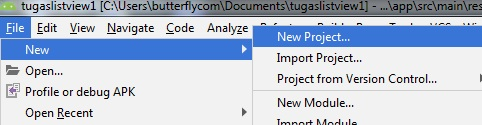 tugaslistview1 [C:\Users\butterflycom\Documents\tugaslistview1] - ...\app\src\main\res
File Edit View Navigate Code Analyze
New
Open...
Profile or debug APK
Open Recent
New Project...
Import Project...
Project from Version Control...
New Module...
Import Module...